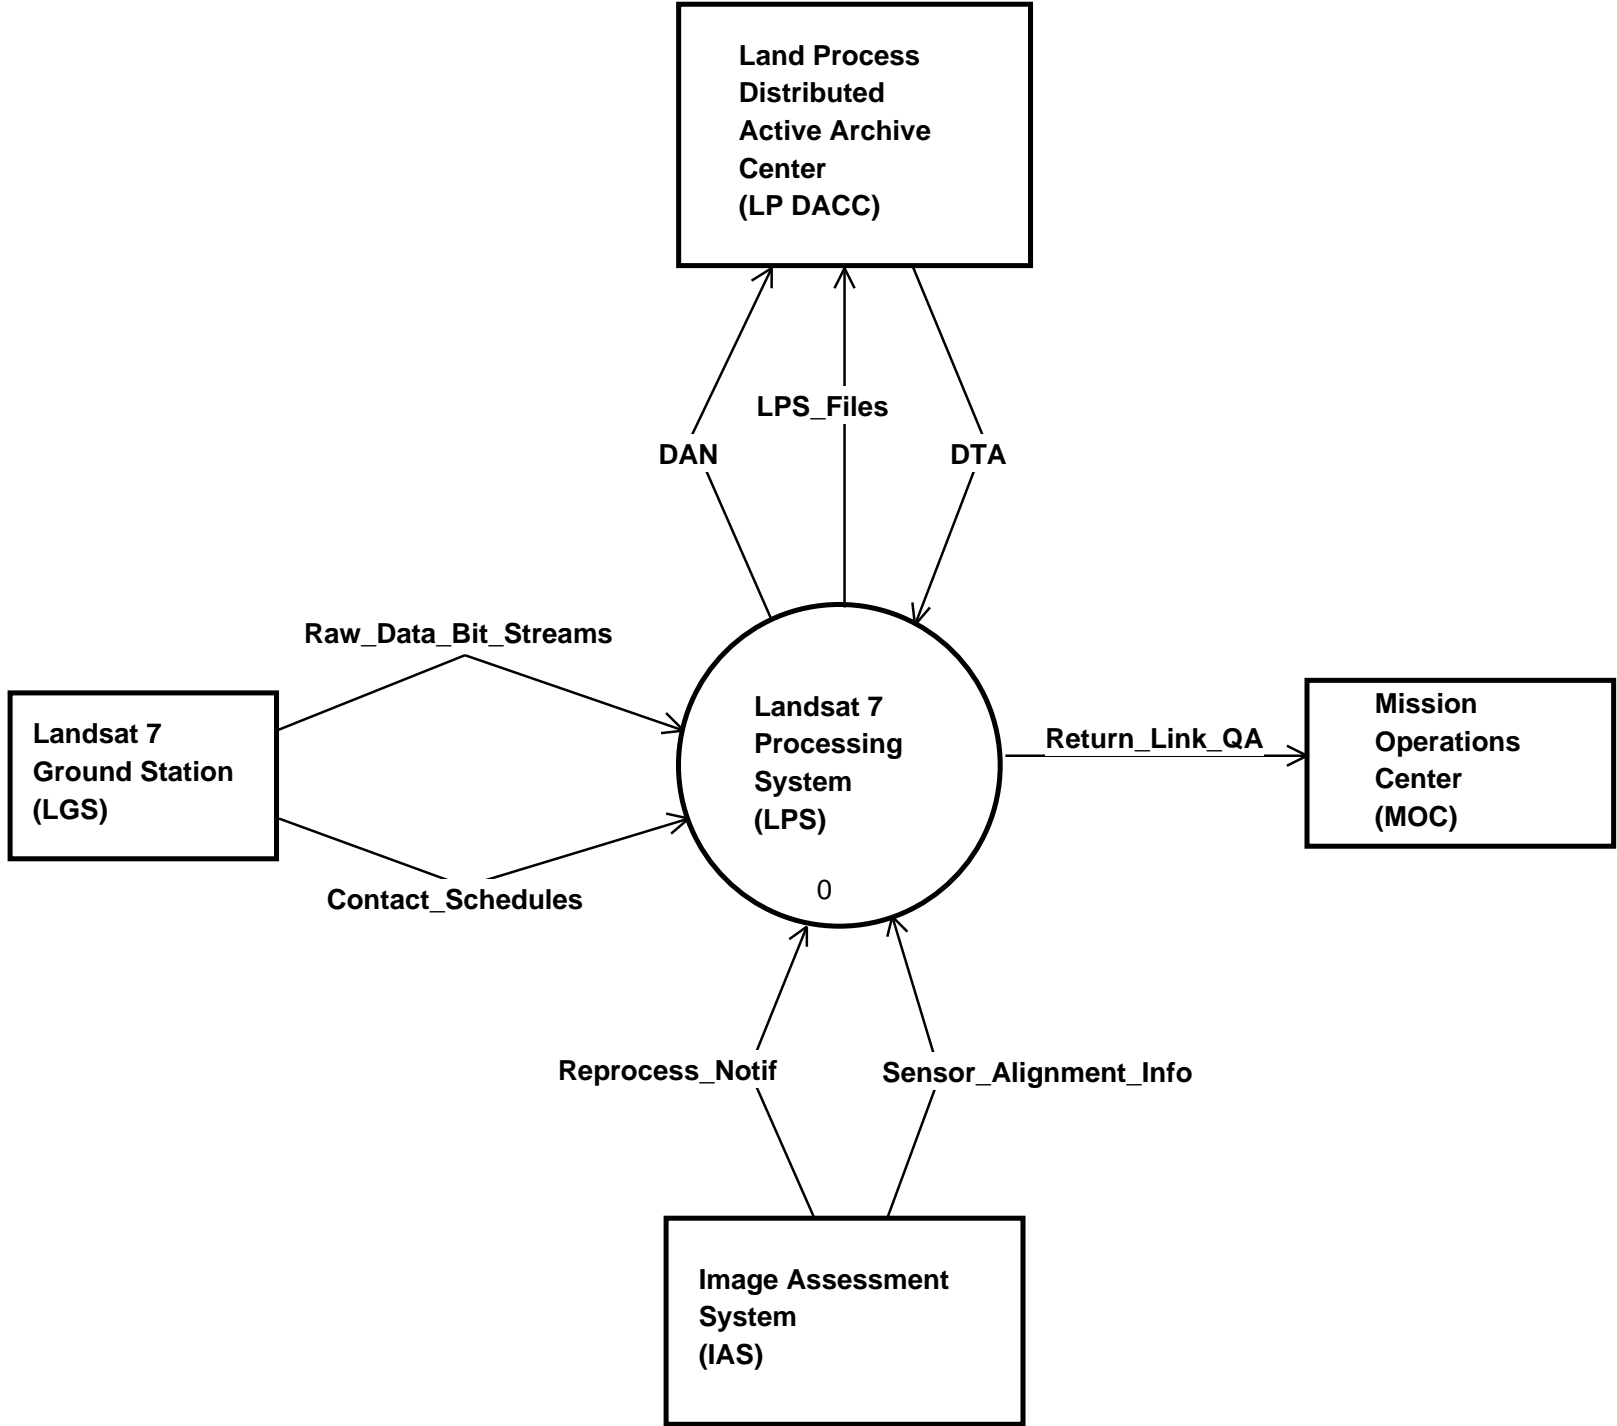 Land Process
Distributed
Active Archive
Center
(LP DACC)
LPS_Files
DAN
DTA
Raw_Data_Bit_Streams
Landsat 7
Ground Station
(LGS)
Contact_Schedules
Landsat 7
Processing
System
(LPS)
0
Return_Link_QA
Mission
Operations
Center
(MOC)
Reprocess_Notif
Sensor_Alignment_Info
Image Assessment
System
(IAS)